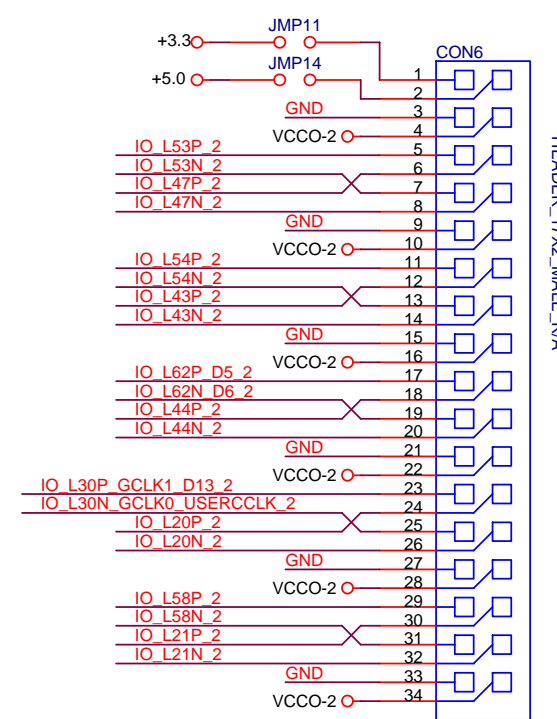 JMP11
+3.3
CON6
JMP14
+5.0
1
2
GND
3
VCCO-2
4
IO_L53P_2
5
IO_L53N_2
6
IO_L47P_2
7
IO_L47N_2
8
GND
9
VCCO-2
10
IO_L54P_2
11
IO_L54N_2
12
IO_L43P_2
13
IO_L43N_2
14
GND
15
VCCO-2
16
IO_L62P_D5_2
17
IO_L62N_D6_2
18
IO_L44P_2
19
IO_L44N_2
20
GND
21
VCCO-2
22
IO_L30P_GCLK1_D13_2
23
IO_L30N_GCLK0_USERCCLK_2
24
IO_L20P_2
25
IO_L20N_2
26
GND
27
VCCO-2
28
IO_L58P_2
29
IO_L58N_2
30
IO_L21P_2
31
IO_L21N_2
32
GND
33
VCCO-2
34